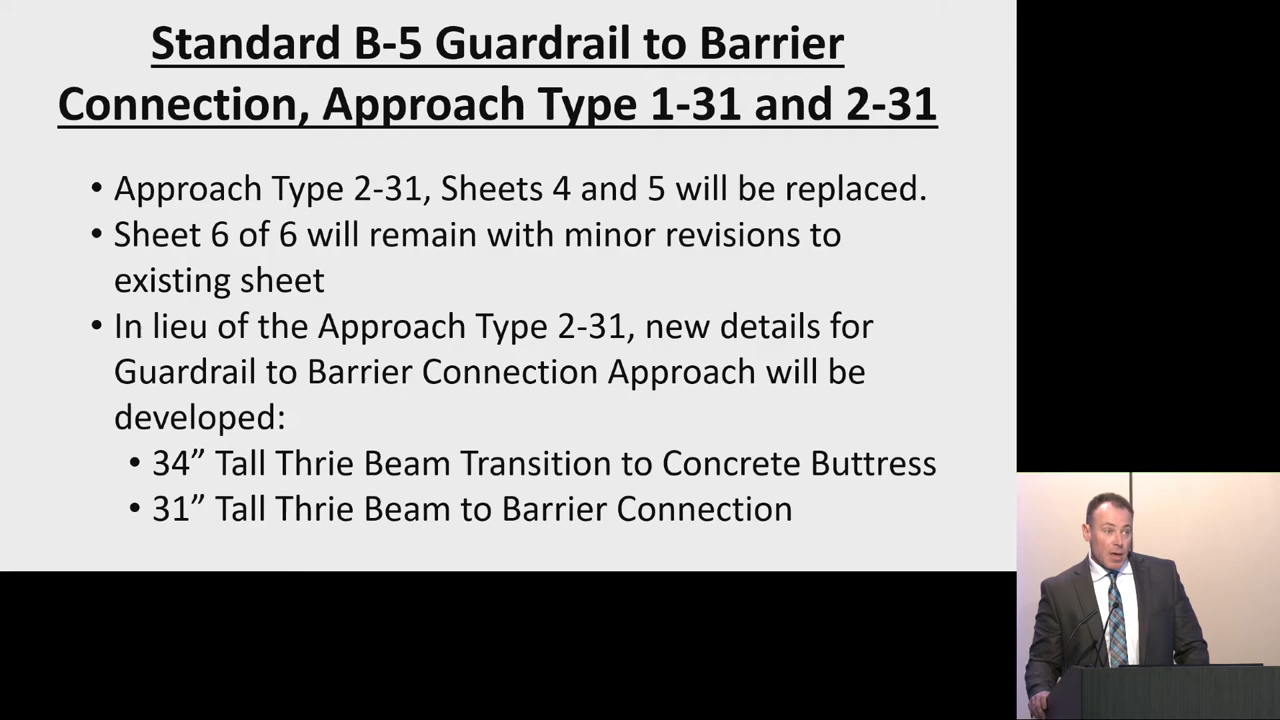 Standard B-5 Guardrail to Barrier
Connection, Approach Type 1-31 and 2-31
• Approach Type 2-31, Sheets 4 and 5 will be replaced.
• Sheet 6 of 6 will remain with minor revisions to
existing sheet
• In lieu of the Approach Type 2-31, new details for
Guardrail to Barrier Connection Approach will be
developed:
• 34” Tall Thrie Beam Transition to Concrete Buttress
• 31” Tall Thrie Beam to Barrier Connection